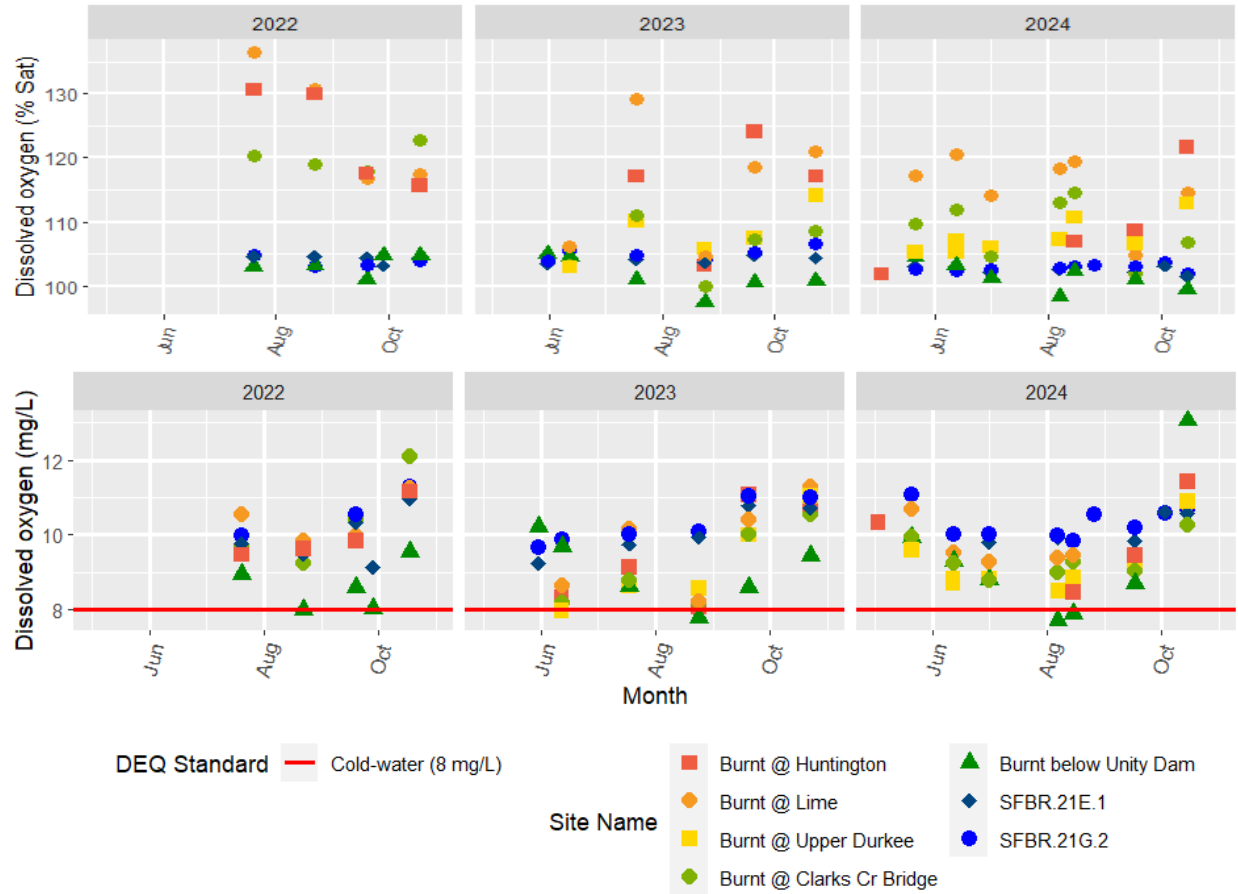 2022 2023 2024
Dissolved oxygen (% Sat)
130
120
110
100
Jun Aug Oct Jun Aug Oct Jun Aug Oct
2022 2023 2024
Dissolved oxygen (mg/L)
12
10
8
Jun Aug Oct Jun Aug Oct Jun Aug Oct
Month
DEQ Standard Cold-water (8 mg/L)
Site Name
Burnt @ Huntington
Burnt @ Lime
Burnt @ Upper Durkee
Burnt @ Clarks Cr Bridge
Burnt below Unity Dam
SFBR.21E.1
SFBR.21G.2